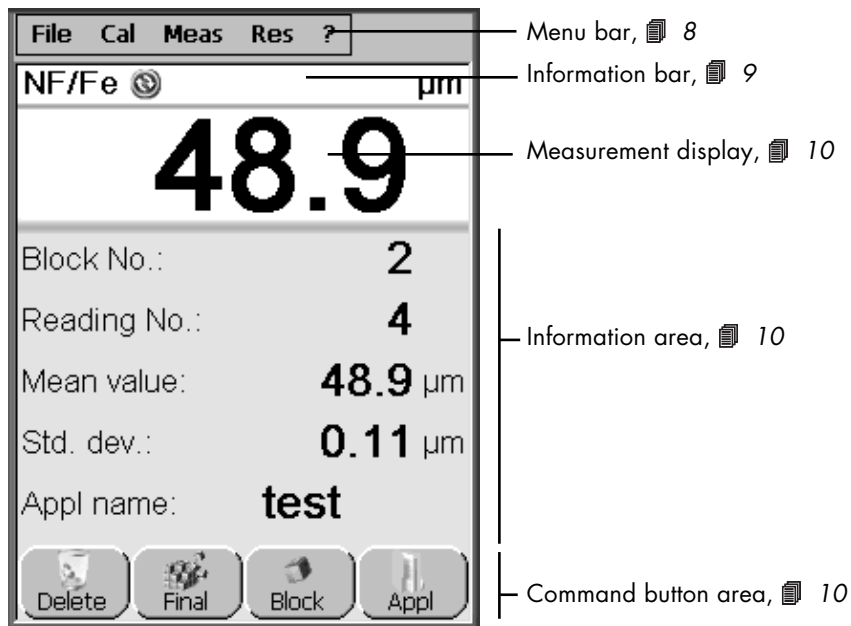 File Cal Meas Res ?
Menu bar, 8
NF/Fe µm
Information bar, 9
48.9
Measurement display, 10
Block No.: 2
Reading No.: 4
Information area, 10
Mean value: 48.9 µm
Std. dev.: 0.11 µm
Appl name: test
Delete Final Block Appl
Command button area, 10